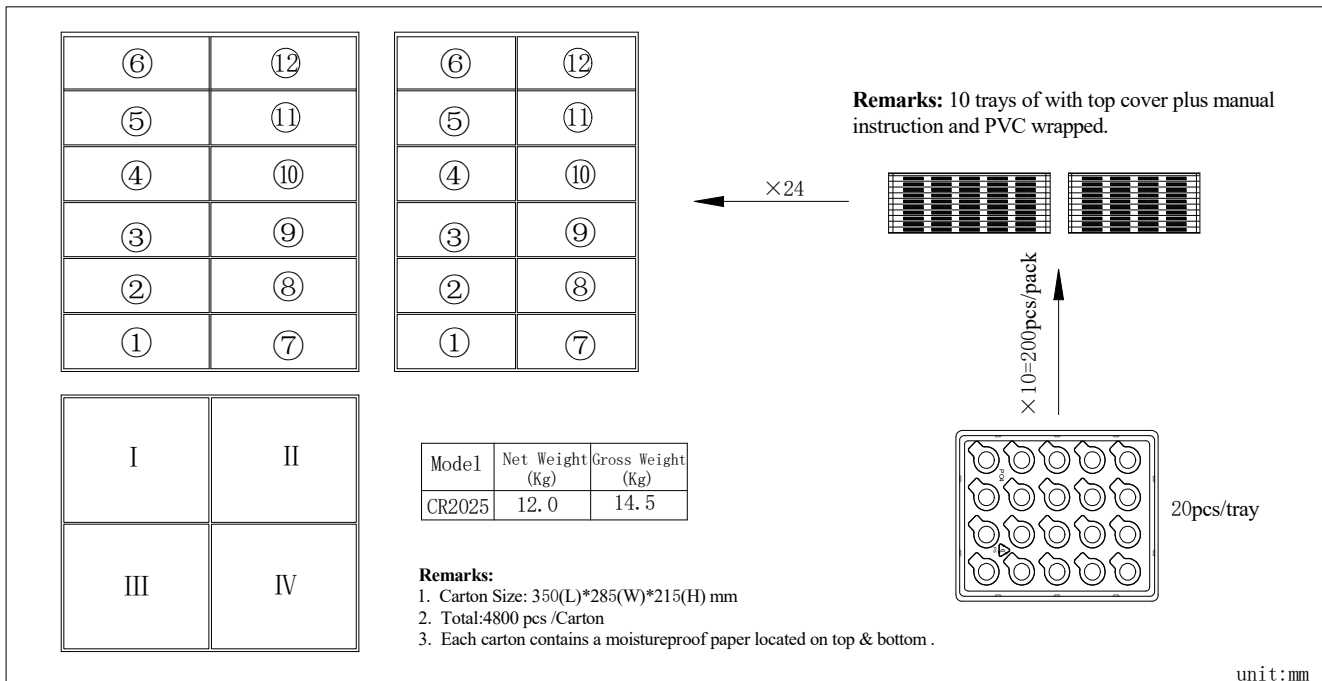 ⑥ ⑫ ⑥ ⑫
⑤ ⑪ ⑤ ⑪
④ ⑩ ④ ⑩
③ ⑨ ③ ⑨
② ⑧ ② ⑧
① ⑦ ① ⑦
Remarks: 10 trays of with top cover plus manual
instruction and PVC wrapped.
×24
×10=200pcs/pack
20pcs/tray
Ⅰ Ⅱ
Ⅲ Ⅳ
Model Net Weight (Kg) Gross Weight (Kg)
CR2025 12.0 14.5
Remarks:
1. Carton Size: 350(L)*285(W)*215(H) mm
2. Total:4800 pcs /Carton
3. Each carton contains a moistureproof paper located on top & bottom .
unit:mm